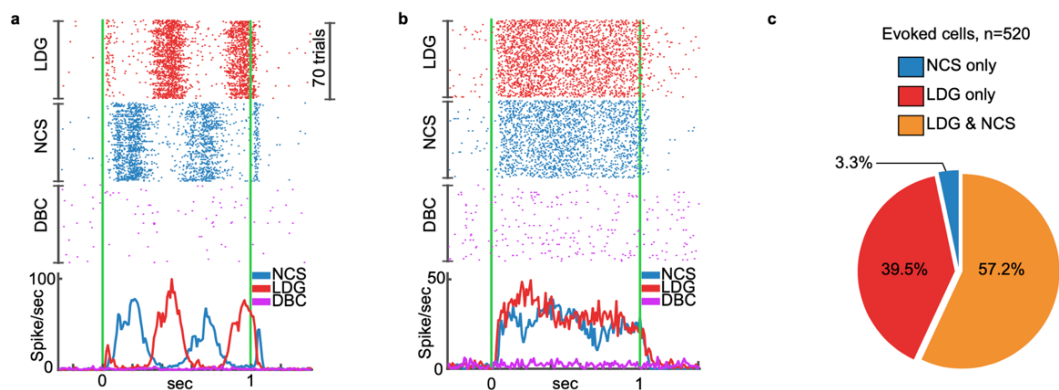 a
LDG
NCS
DBC
70 trials
100
Spike/sec
0
NCS
LDG
DBC
0
sec
1
b
LDG
NCS
DBC
50
Spike/sec
0
NCS
LDG
DBC
0
sec
1
c
Evoked cells, n=520
NCS only
LDG only
LDG & NCS
3.3%
39.5%
57.2%